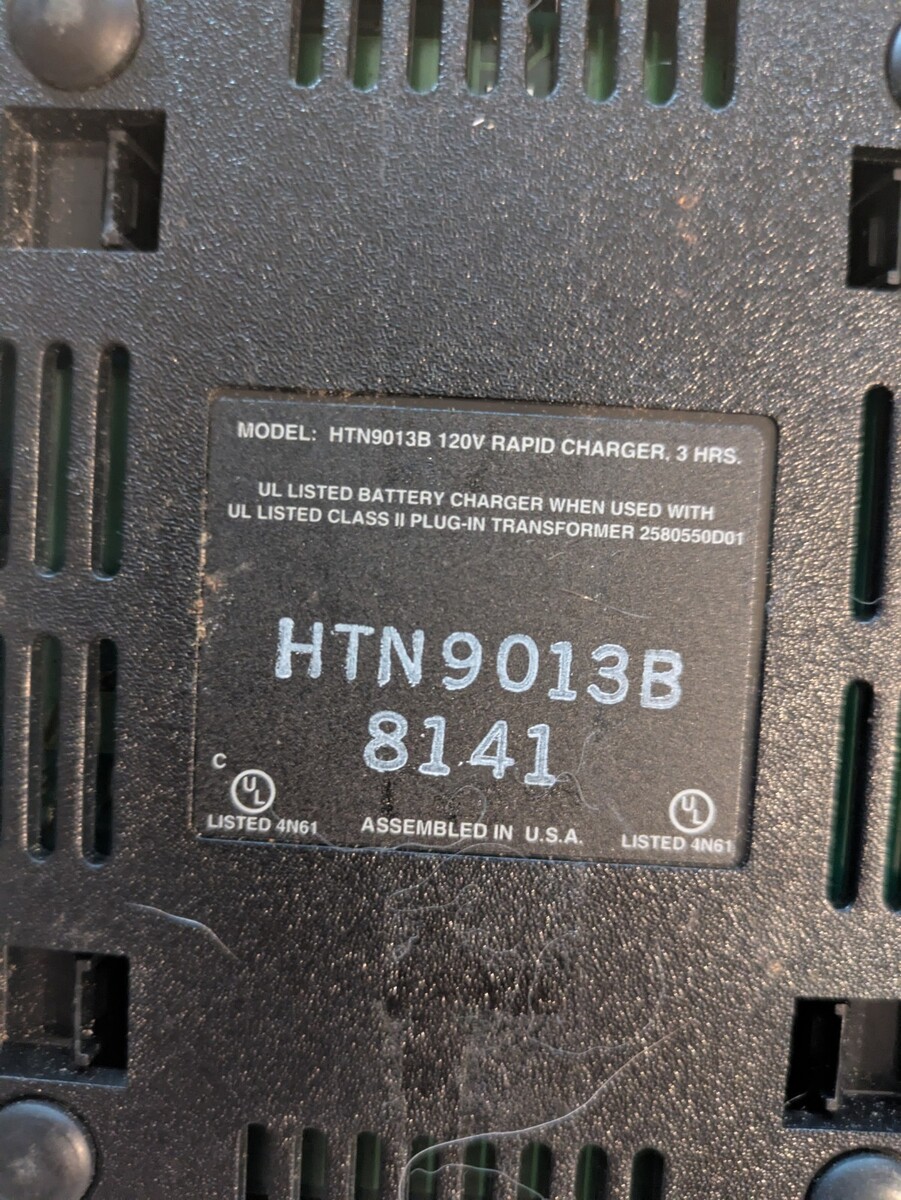 MODEL: HTN9013B 120V RAPID CHARGER, 3 HRS.
UL LISTED BATTERY CHARGER WHEN USED WITH
UL LISTED CLASS II PLUG-IN TRANSFORMER 2580550D01
HTN9013B
8141
C UL UL
LISTED 4N61 ASSEMBLED IN U.S.A. LISTED 4N61